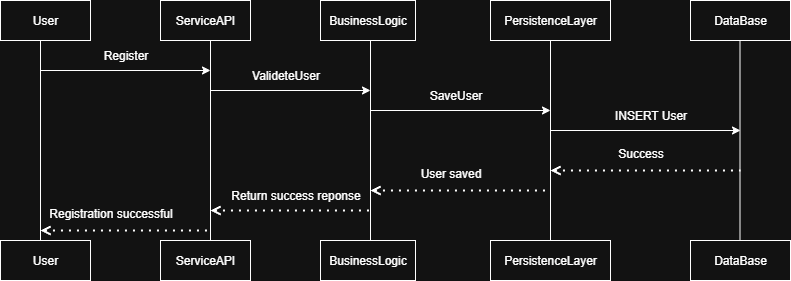 User
ServiceAPI
BusinessLogic
PersistenceLayer
DataBase
Register
ValideteUser
SaveUser
INSERT User
Success
User saved
Return success reponse
Registration successful
User
ServiceAPI
BusinessLogic
PersistenceLayer
DataBase